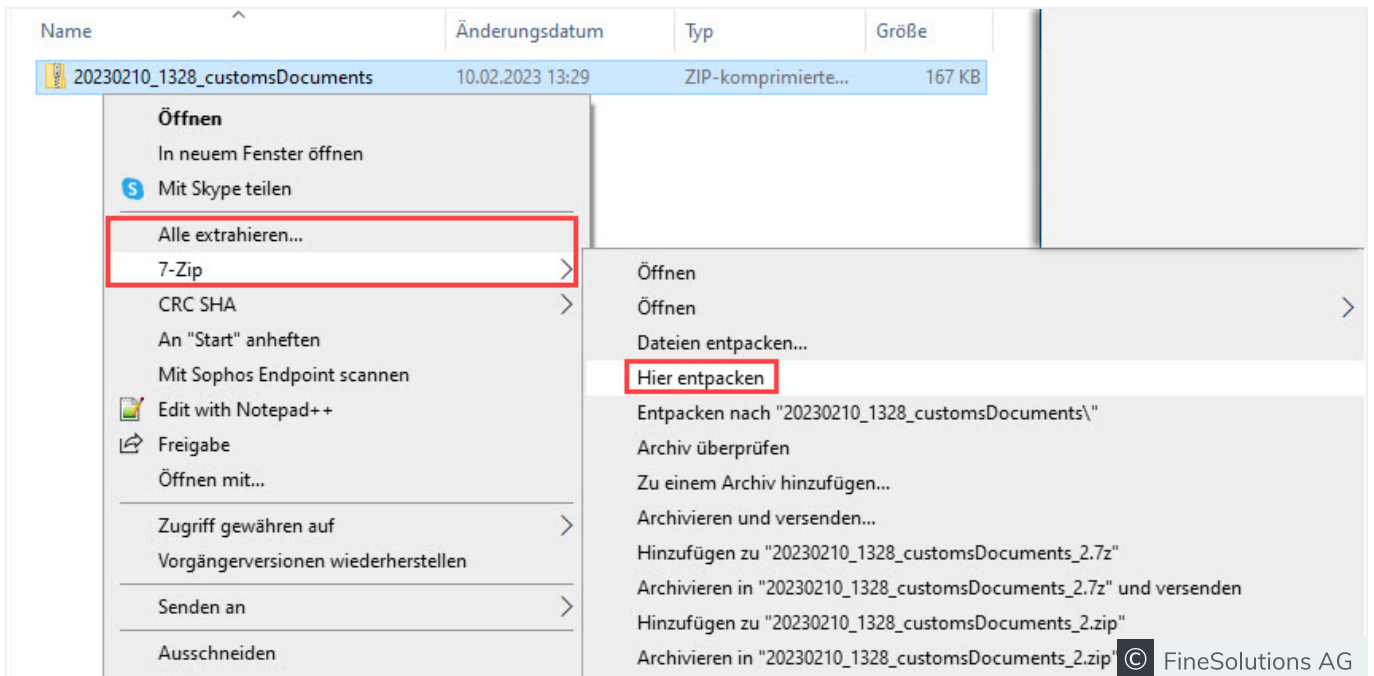 Name Änderungsdatum Typ Größe
20230210_1328_customsDocuments 10.02.2023 13:29 ZIP-komprimierte... 167 KB
Öffnen
In neuem Fenster öffnen
Mit Skype teilen
Alle extrahieren...
7-Zip
CRC SHA
An "Start" anheften
Mit Sophos Endpoint scannen
Edit with Notepad++
Freigabe
Öffnen mit...
Zugriff gewähren auf
Vorgängerversionen wiederherstellen
Senden an
Ausschneiden
Öffnen
Öffnen
Dateien entpacken...
Hier entpacken
Entpacken nach "20230210_1328_customsDocuments\"
Archiv überprüfen
Zu einem Archiv hinzufügen...
Archivieren und versenden...
Hinzufügen zu "20230210_1328_customsDocuments_2.7z"
Archivieren in "20230210_1328_customsDocuments_2.7z" und versenden
Hinzufügen zu "20230210_1328_customsDocuments_2.zip"
Archivieren in "20230210_1328_customsDocuments_2.zip"
© FineSolutions AG